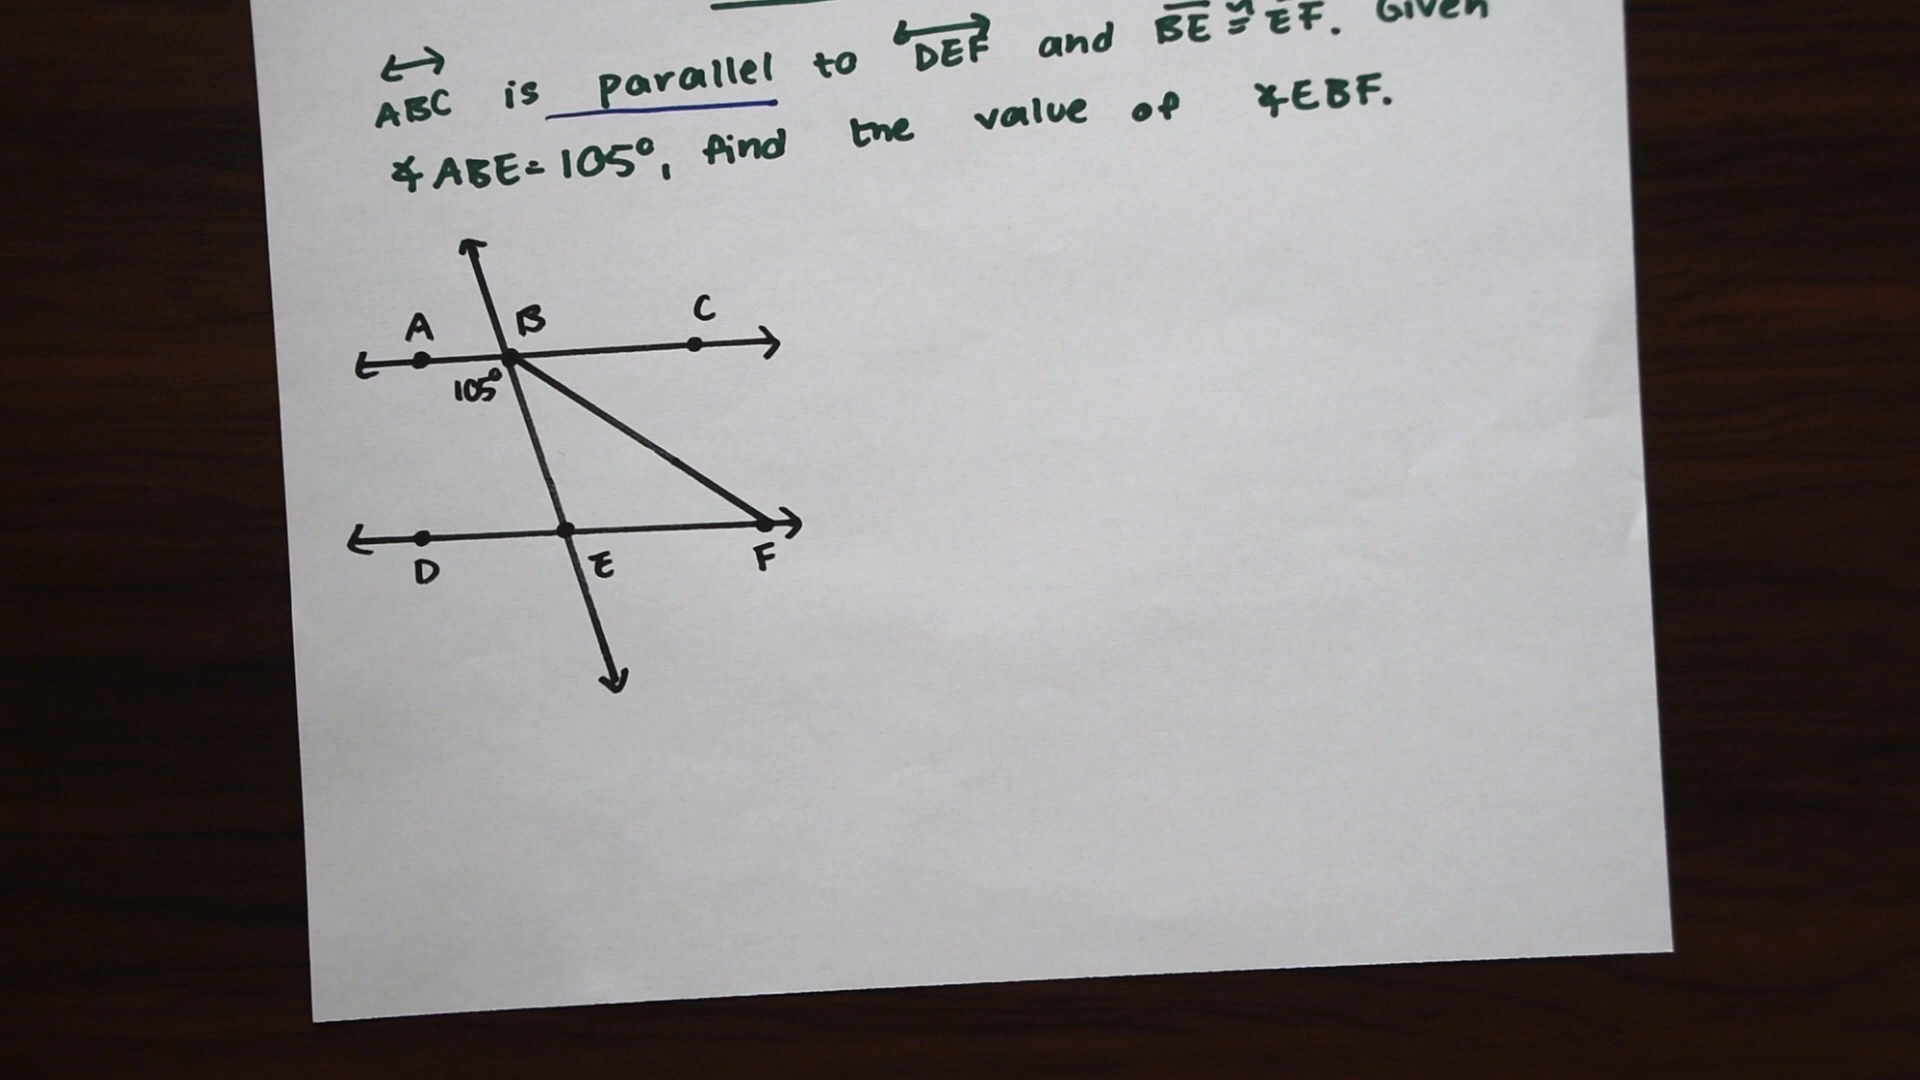 ABC is parallel to DEF and BE ≅ EF. Given
∡ABE = 105°, find the value of ∡EBF.
A B C
105°
D E F